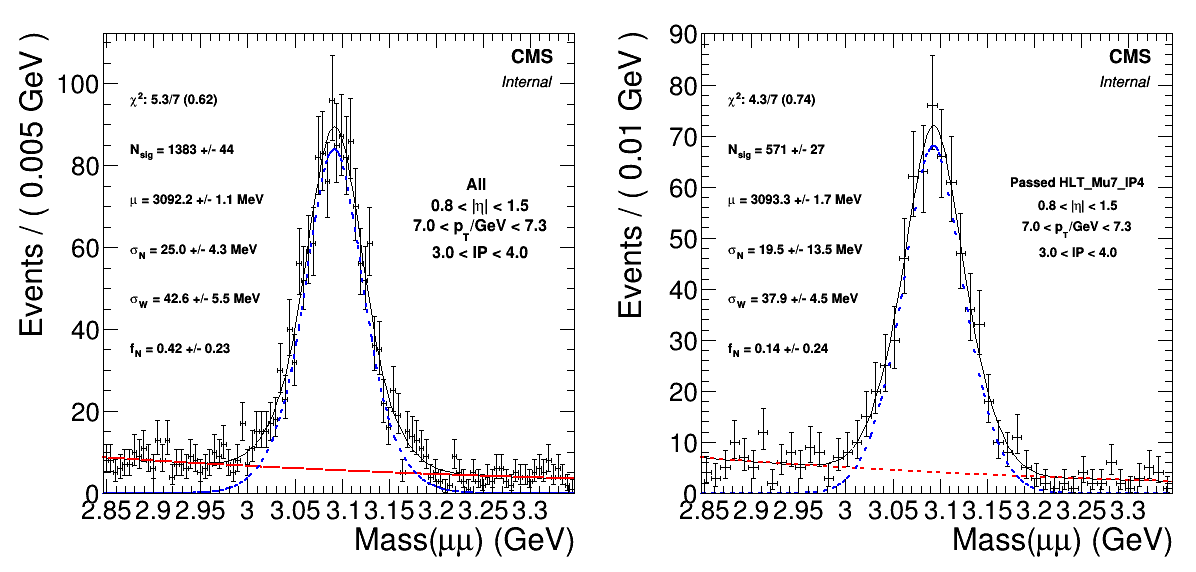 CMS
Internal
χ²: 5.3/7 (0.62)
N_sig = 1383 +/- 44
μ = 3092.2 +/- 1.1 MeV
σ_N = 25.0 +/- 4.3 MeV
σ_W = 42.6 +/- 5.5 MeV
f_N = 0.42 +/- 0.23
All
0.8 < |η| < 1.5
7.0 < p_T/GeV < 7.3
3.0 < IP < 4.0
Events / ( 0.005 GeV )
100
80
60
40
20
0
2.85 2.9 2.95 3 3.05 3.1 3.15 3.2 3.25 3.3
Mass(μμ) (GeV)
CMS
Internal
χ²: 4.3/7 (0.74)
N_sig = 571 +/- 27
μ = 3093.3 +/- 1.7 MeV
σ_N = 19.5 +/- 13.5 MeV
σ_W = 37.9 +/- 4.5 MeV
f_N = 0.14 +/- 0.24
Passed HLT_Mu7_IP4
0.8 < |η| < 1.5
7.0 < p_T/GeV < 7.3
3.0 < IP < 4.0
Events / ( 0.01 GeV )
90
80
70
60
50
40
30
20
10
0
2.85 2.9 2.95 3 3.05 3.1 3.15 3.2 3.25 3.3
Mass(μμ) (GeV)